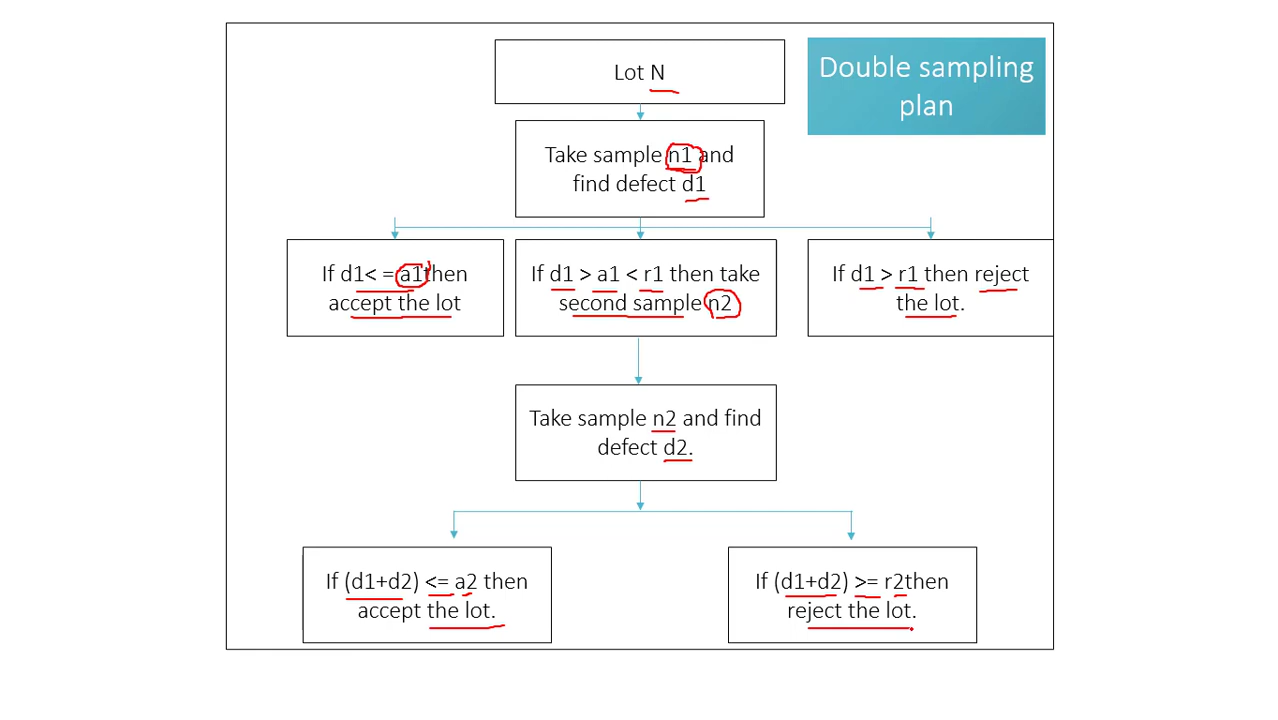 Double sampling
plan
Lot N
Take sample n1 and
find defect d1
If d1< = a1then
accept the lot
If d1 > a1 < r1 then take
second sample n2
If d1 > r1 then reject
the lot.
Take sample n2 and find
defect d2.
If (d1+d2) <= a2 then
accept the lot.
If (d1+d2) >= r2then
reject the lot.